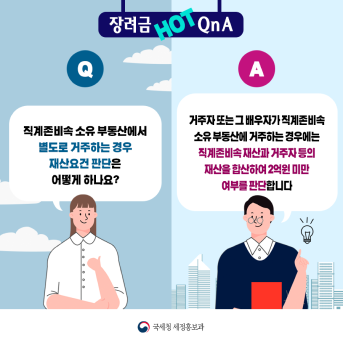 장려금 HOT QnA
Q
직계존비속 소유 부동산에서
별도로 거주하는 경우
재산요건 판단은
어떻게 하나요?
A
거주자 또는 그 배우자가 직계존비속
소유 부동산에 거주하는 경우에는
직계존비속 재산과 거주자 등의
재산을 합산하여 2억원 미만
여부를 판단합니다
국세청 세정홍보과